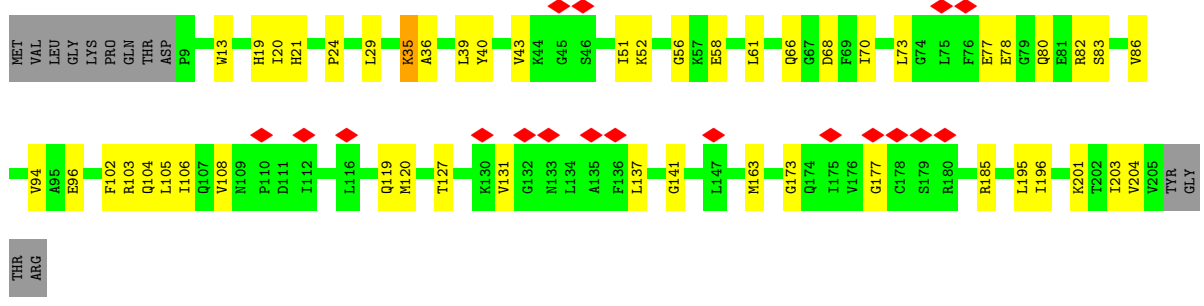 MET VAL LEU GLY LYS PRO GLN THR ASP P9 W13 H19 I20 H21 P24 L29 K35 A36 L39 Y40 V43 K44 G45 S46 I51 K52 G56 K57 E58 L61 Q66 G67 D68 F69 I70 L73 G74 L75 F76 E77 E78 G79 Q80 E81 R82 S83 V86
V94 A95 E96 F102 R103 Q104 L105 I106 Q107 V108 N109 P110 D111 I112 L116 Q119 M120 T127 K130 V131 G132 N133 L134 A135 F136 L137 G141 L147 M163 G173 Q174 I175 V176 G177 C178 S179 R180 R185 L195 I196 K201 T202 I203 V204 V205 TYR GLY
THR ARG